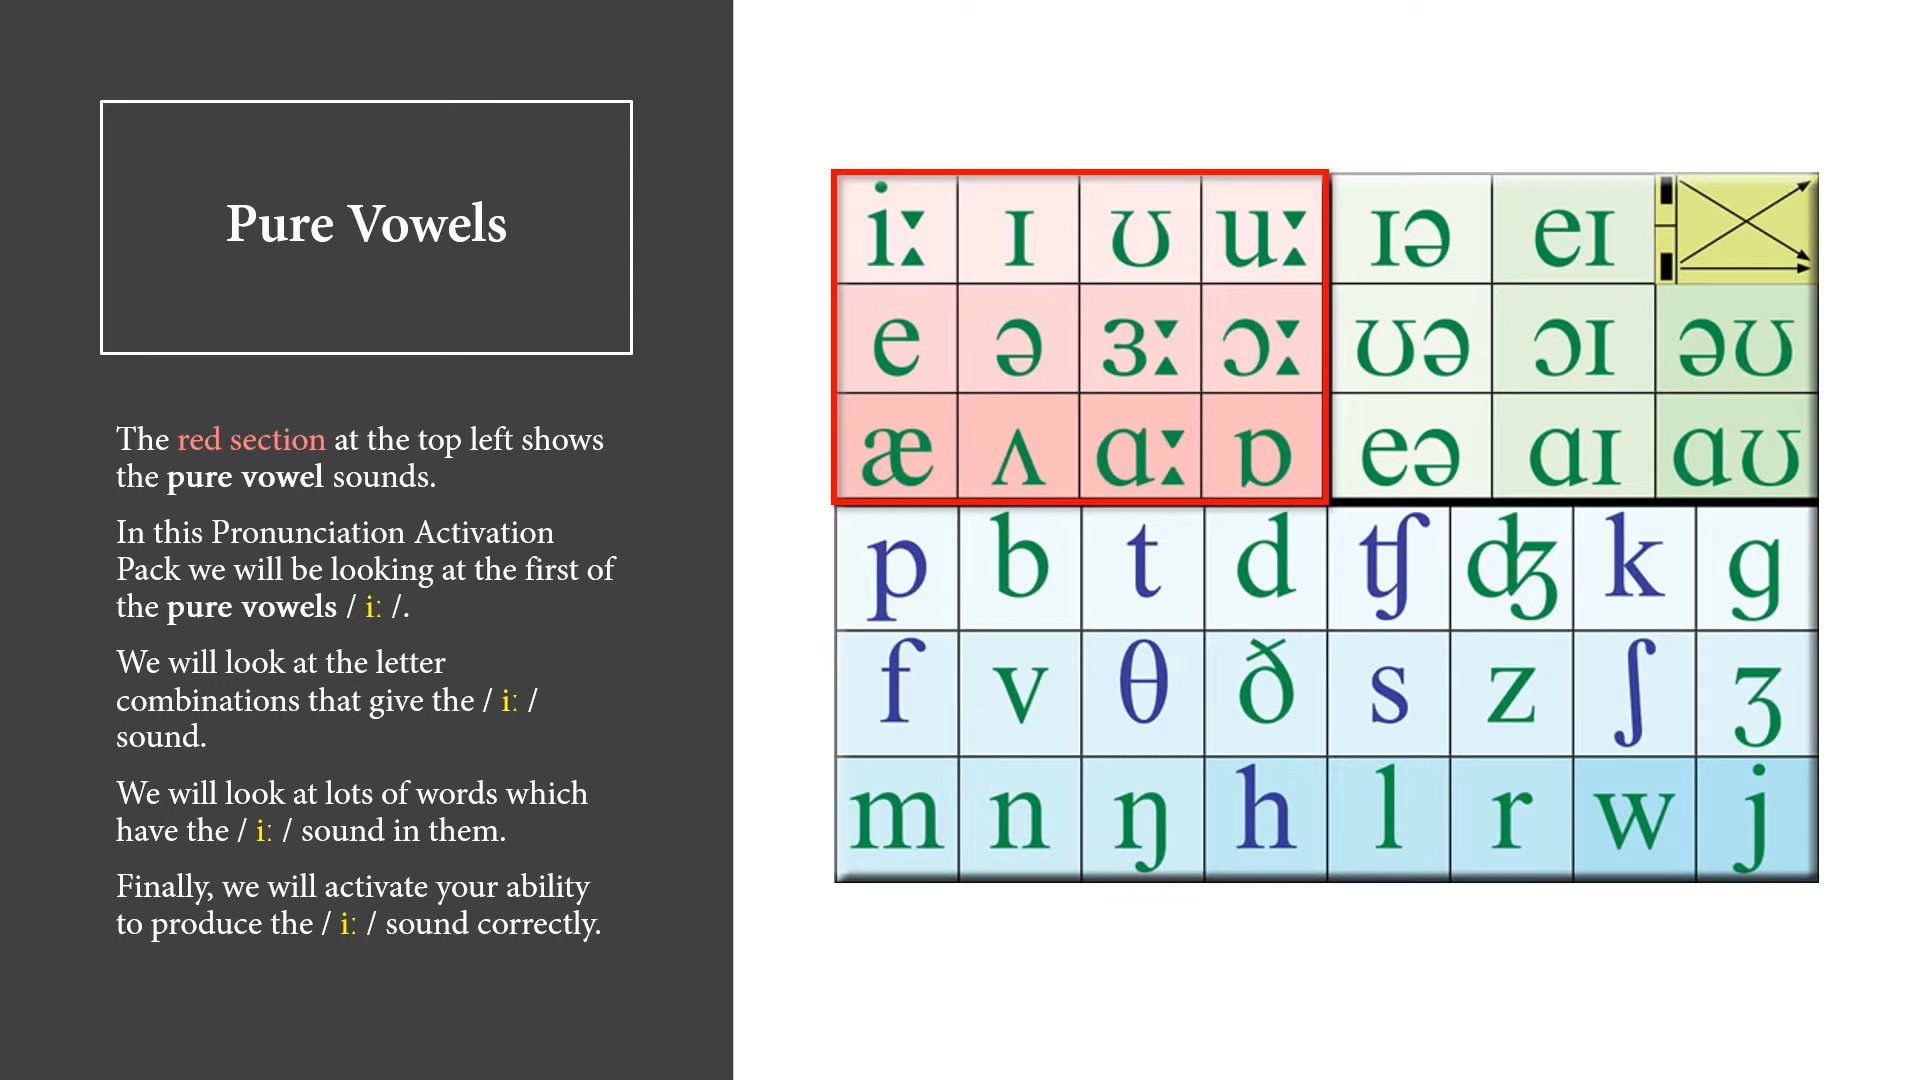 Pure Vowels
The red section at the top left shows
the pure vowel sounds.
In this Pronunciation Activation
Pack we will be looking at the first of
the pure vowels / iː /.
We will look at the letter
combinations that give the / iː /
sound.
We will look at lots of words which
have the / iː / sound in them.
Finally, we will activate your ability
to produce the / iː / sound correctly.
iː ɪ ʊ uː ɪə eɪ
e ə ɜː ɔː ʊə ɔɪ əʊ
æ ʌ ɑː ɒ eə ɑɪ ɑʊ
p b t d ʧ ʤ k g
f v θ ð s z ʃ ʒ
m n ŋ h l r w j